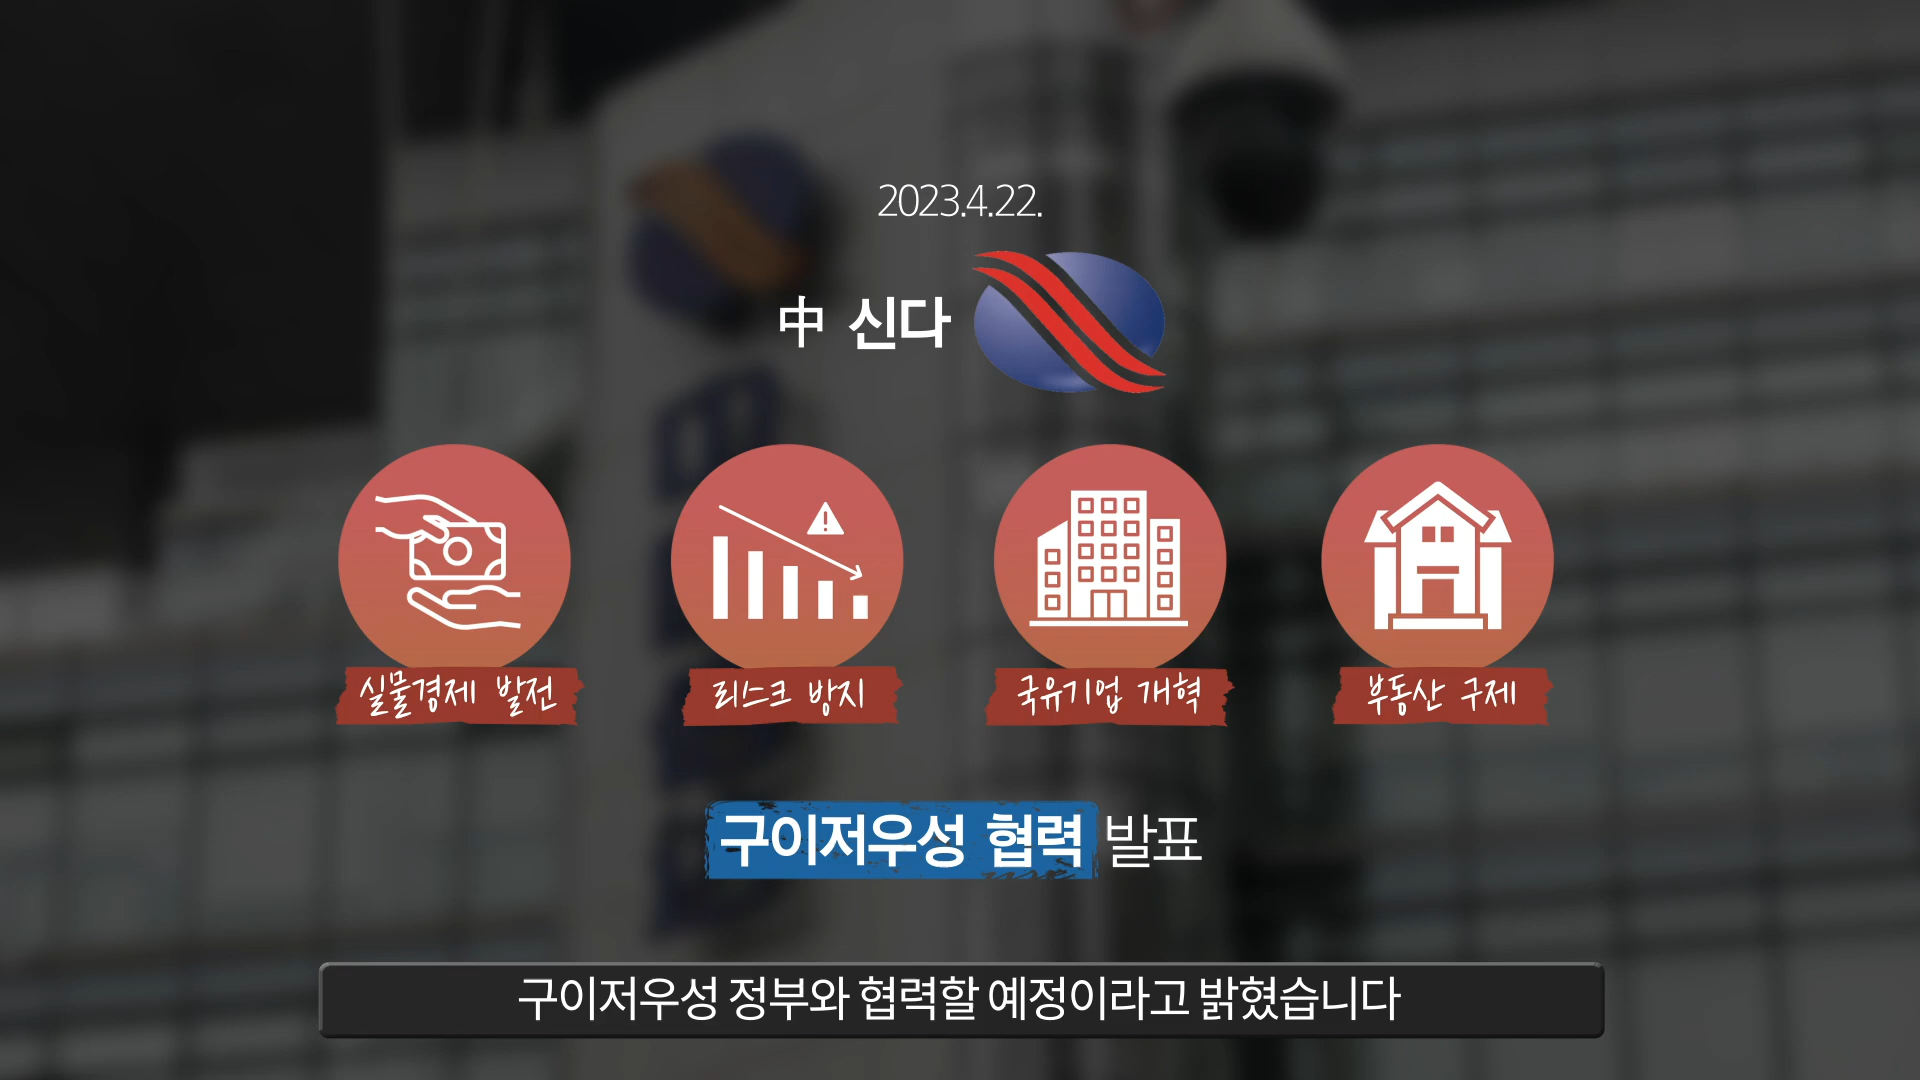 2023.4.22.
中 신다
실물경제 발전
리스크 방지
국유기업 개혁
부동산 구제
구이저우성 협력 발표
구이저우성 정부와 협력할 예정이라고 밝혔습니다